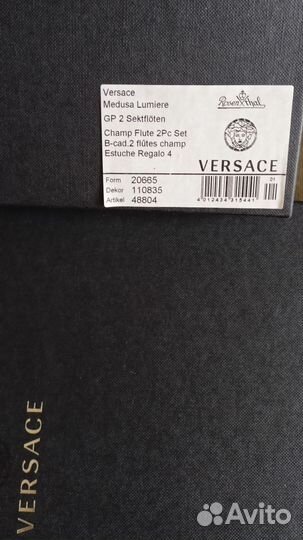 Versace
Medusa Lumiere
GP 2 Sektflöten
Champ Flute 2Pc Set
B-cad.2 flûtes champ
Estuche Regalo 4
Form 20665
Dekor 110835
Artikel 48804
Rosenthal
VERSACE
01
4 012434 315441
VERSACE
Avito